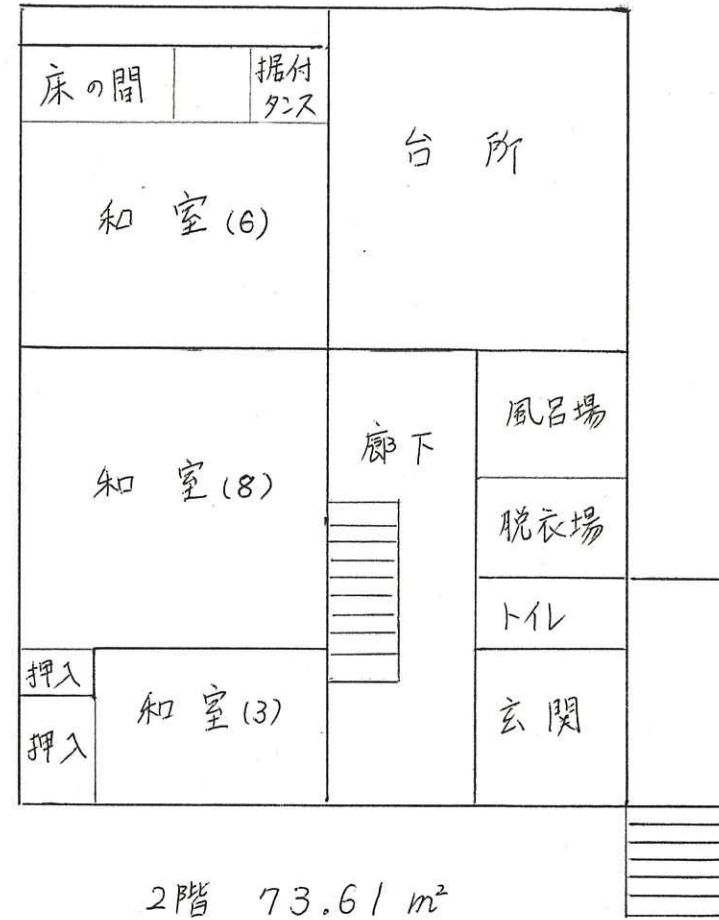 床の間
据付
タンス
台所
和室(6)
和室(8)
廊下
風呂場
脱衣場
トイレ
押入
和室(3)
押入
玄関
2階 73.61 m²